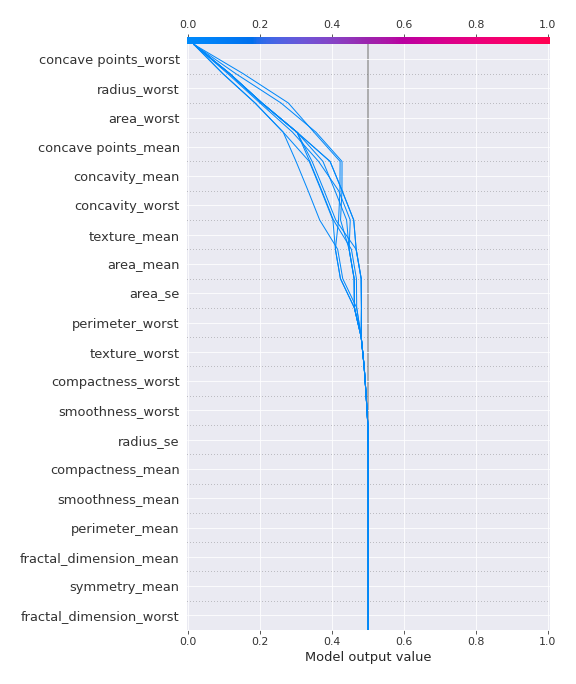 0.0 0.2 0.4 0.6 0.8 1.0
concave points_worst
radius_worst
area_worst
concave points_mean
concavity_mean
concavity_worst
texture_mean
area_mean
area_se
perimeter_worst
texture_worst
compactness_worst
smoothness_worst
radius_se
compactness_mean
smoothness_mean
perimeter_mean
fractal_dimension_mean
symmetry_mean
fractal_dimension_worst
0.0 0.2 0.4 0.6 0.8 1.0
Model output value